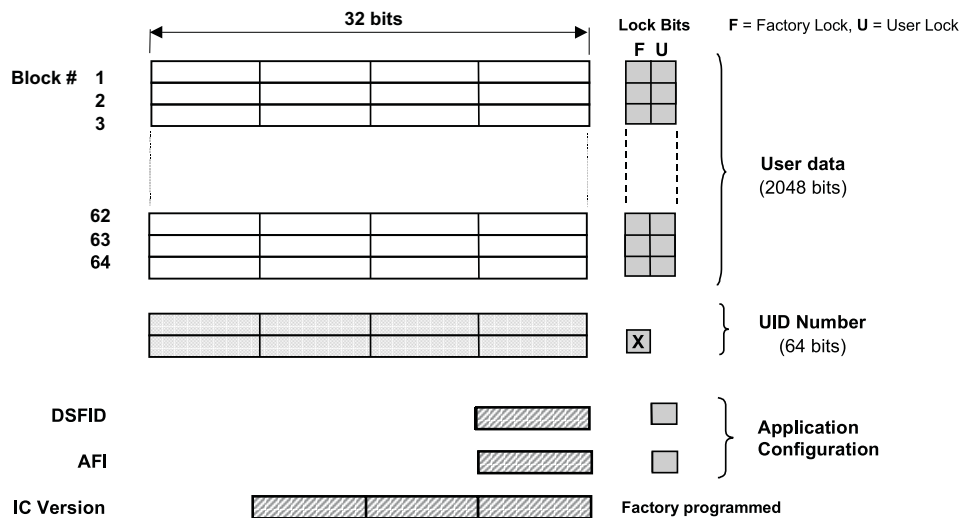 32 bits
Lock Bits
F = Factory Lock, U = User Lock
F U
Block # 1
2
3
User data
(2048 bits)
62
63
64
UID Number
(64 bits)
X
DSFID
Application
Configuration
AFI
IC Version
Factory programmed